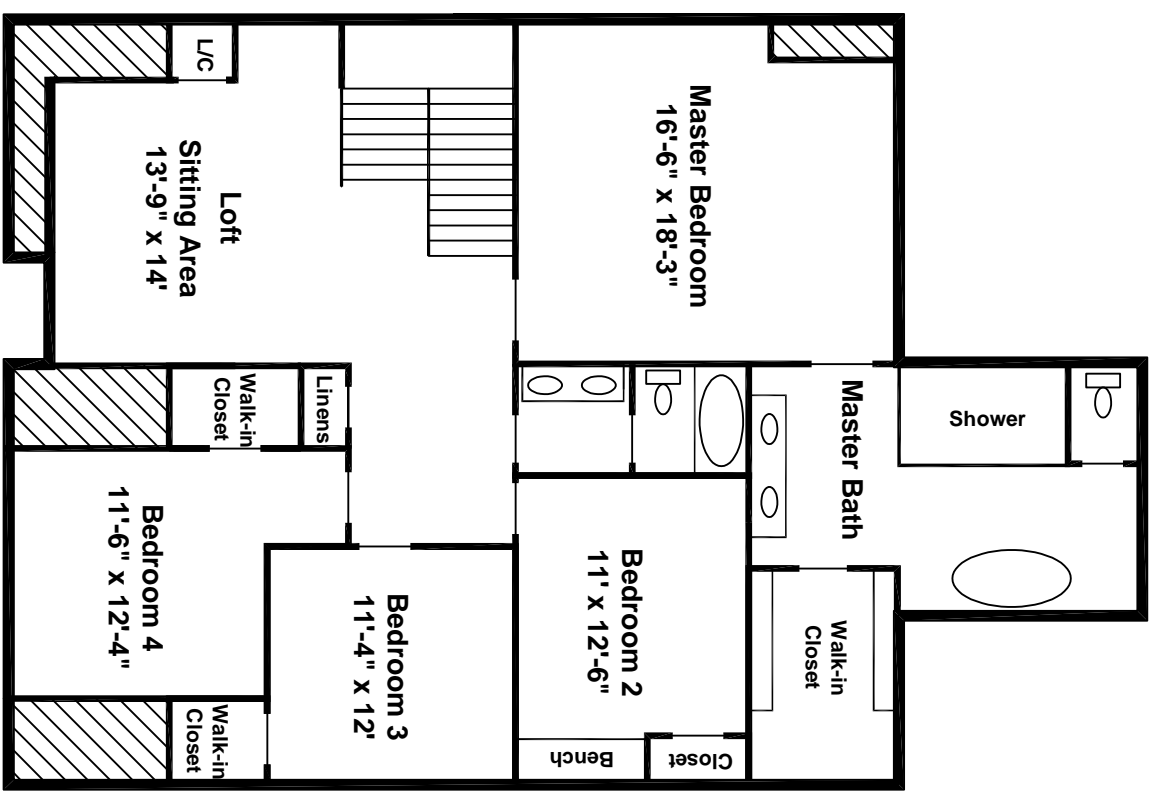 L/C
Loft
Sitting Area
13'-9" x 14'
Master Bedroom
16'-6" x 18'-3"
Walk-in
Closet
Linens
Master Bath
Shower
Bedroom 4
11'-6" x 12'-4"
Bedroom 3
11'-4" x 12'
Bedroom 2
11' x 12'-6"
Walk-in
Closet
Walk-in
Closet
Bench
Closet